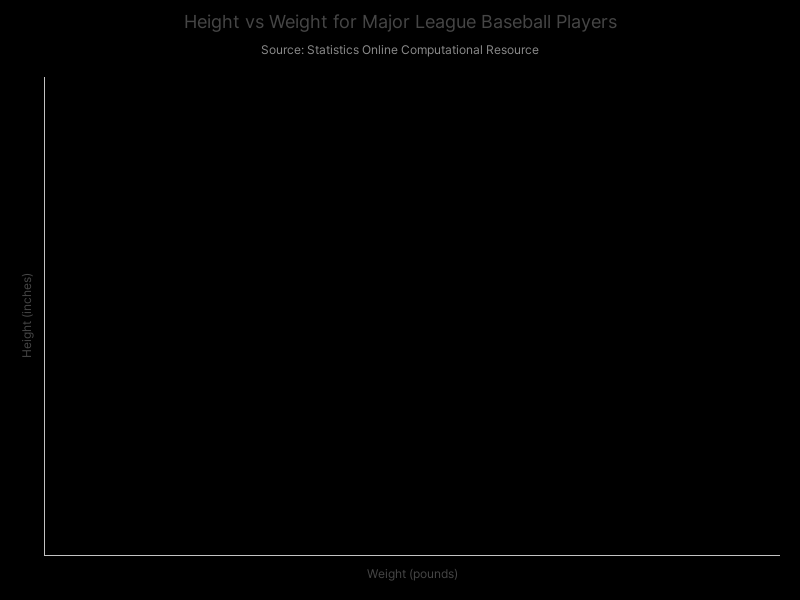 Height vs Weight for Major League Baseball Players
Source: Statistics Online Computational Resource
Height (inches)
Weight (pounds)